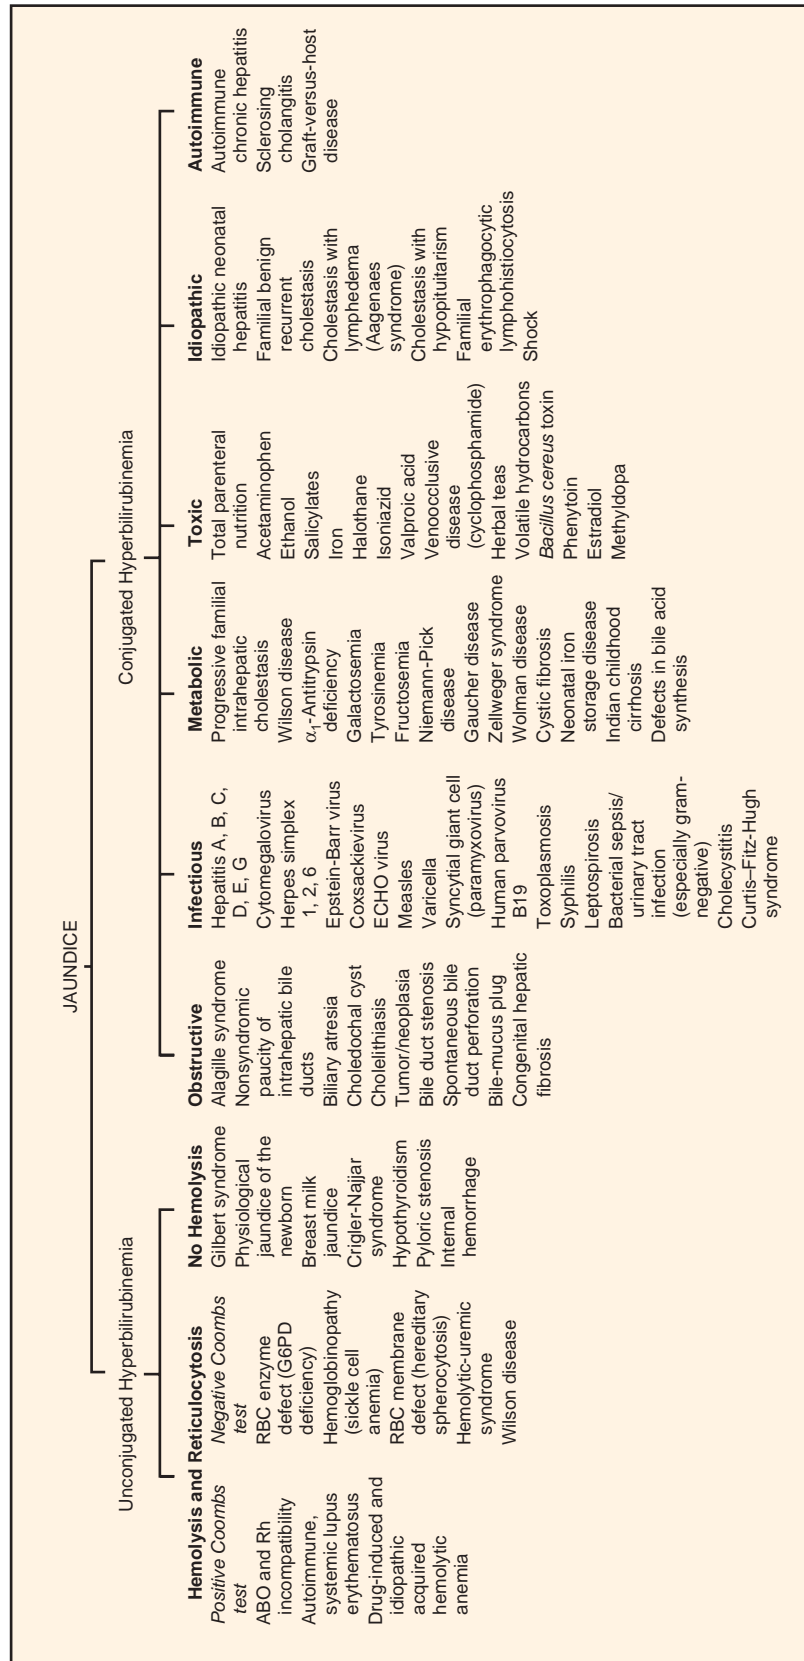 JAUNDICE
Unconjugated Hyperbilirubinemia
Conjugated Hyperbilirubinemia
Hemolysis and Reticulocytosis
Positive Coombs
test
ABO and Rh
incompatibility
Autoimmune,
systemic lupus
erythematosus
Drug-induced and
idiopathic
acquired
hemolytic
anemia
Negative Coombs
test
RBC enzyme
defect (G6PD
deficiency)
Hemoglobinopathy
(sickle cell
anemia)
RBC membrane
defect (hereditary
spherocytosis)
Hemolytic-uremic
syndrome
Wilson disease
No Hemolysis
Gilbert syndrome
Physiological
jaundice of the
newborn
Breast milk
jaundice
Crigler-Najjar
syndrome
Hypothyroidism
Pyloric stenosis
Internal
hemorrhage
Obstructive
Alagille syndrome
Nonsyndromic
paucity of
intrahepatic bile
ducts
Biliary atresia
Choledochal cyst
Cholelithiasis
Tumor/neoplasia
Bile duct stenosis
Spontaneous bile
duct perforation
Bile-mucus plug
Congenital hepatic
fibrosis
Infectious
Hepatitis A, B, C,
D, E, G
Cytomegalovirus
Herpes simplex
1, 2, 6
Epstein-Barr virus
Coxsackievirus
ECHO virus
Measles
Varicella
Syncytial giant cell
(paramyxovirus)
Human parvovirus
B19
Toxoplasmosis
Syphilis
Leptospirosis
Bacterial sepsis/
urinary tract
infection
(especially gram-
negative)
Cholecystitis
Curtis–Fitz-Hugh
syndrome
Metabolic
Progressive familial
intrahepatic
cholestasis
Wilson disease
α₁-Antitrypsin
deficiency
Galactosemia
Tyrosinemia
Fructosemia
Niemann-Pick
disease
Gaucher disease
Zellweger syndrome
Wolman disease
Cystic fibrosis
Neonatal iron
storage disease
Indian childhood
cirrhosis
Defects in bile acid
synthesis
Toxic
Total parenteral
nutrition
Acetaminophen
Ethanol
Salicylates
Iron
Halothane
Isoniazid
Valproic acid
Venoocclusive
disease
(cyclophosphamide)
Herbal teas
Volatile hydrocarbons
Bacillus cereus toxin
Phenytoin
Estradiol
Methyldopa
Idiopathic
Idiopathic neonatal
hepatitis
Familial benign
recurrent
cholestasis
Cholestasis with
lymphedema
(Aagenaes
syndrome)
Cholestasis with
hypopituitarism
Familial
erythrophagocytic
lymphohistiocytosis
Shock
Autoimmune
Autoimmune
chronic hepatitis
Sclerosing
cholangitis
Graft-versus-host
disease